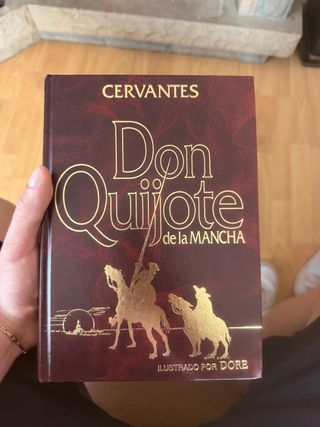 CERVANTES
Don
Quijote
de la MANCHA
ILUSTRADO POR DORE